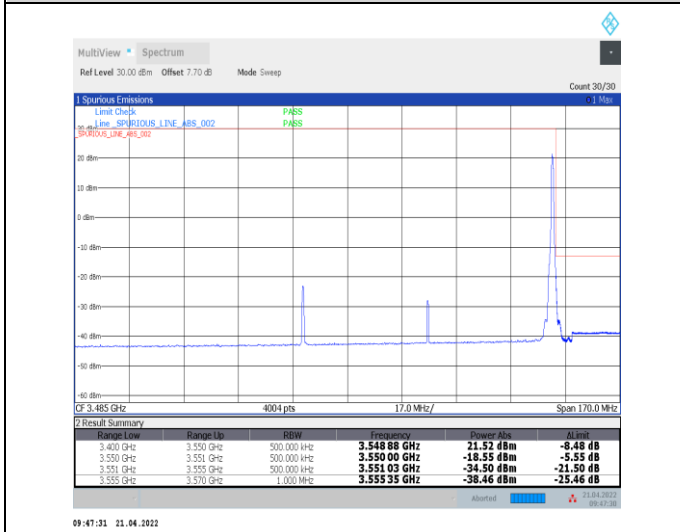 MultiView Spectrum
Ref Level 30.00 dBm Offset 7.70 dB Mode Sweep
Count 30/30
1 Spurious Emissions 1 Max
Limit Check PASS
Line _SPURIOUS_LINE_ABS_002 PASS
_SPURIOUS_LINE_ABS_002
20 dBm
10 dBm
0 dBm
-10 dBm
-20 dBm
-30 dBm
-40 dBm
-50 dBm
-60 dBm
CF 3.485 GHz 4004 pts 17.0 MHz/ Span 170.0 MHz
2 Result Summary
Range Low Range Up RBW Frequency Power Abs ΔLimit
3.400 GHz 3.550 GHz 500.000 kHz 3.548 88 GHz 21.52 dBm -8.48 dB
3.550 GHz 3.551 GHz 500.000 kHz 3.550 00 GHz -18.55 dBm -5.55 dB
3.551 GHz 3.555 GHz 500.000 kHz 3.551 03 GHz -34.50 dBm -21.50 dB
3.555 GHz 3.570 GHz 1.000 MHz 3.555 35 GHz -38.46 dBm -25.46 dB
Aborted 21.04.2022
09:47:30
09:47:31 21.04.2022